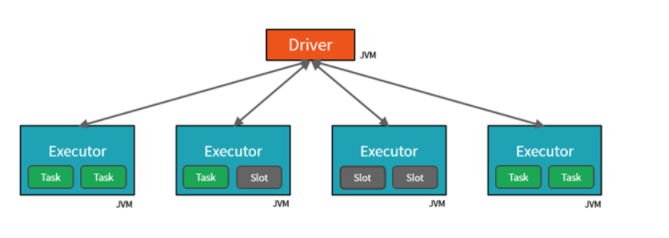 Driver
JVM
Executor Executor Executor Executor
Task Task Task Slot Slot Slot Task Task
JVM JVM JVM JVM